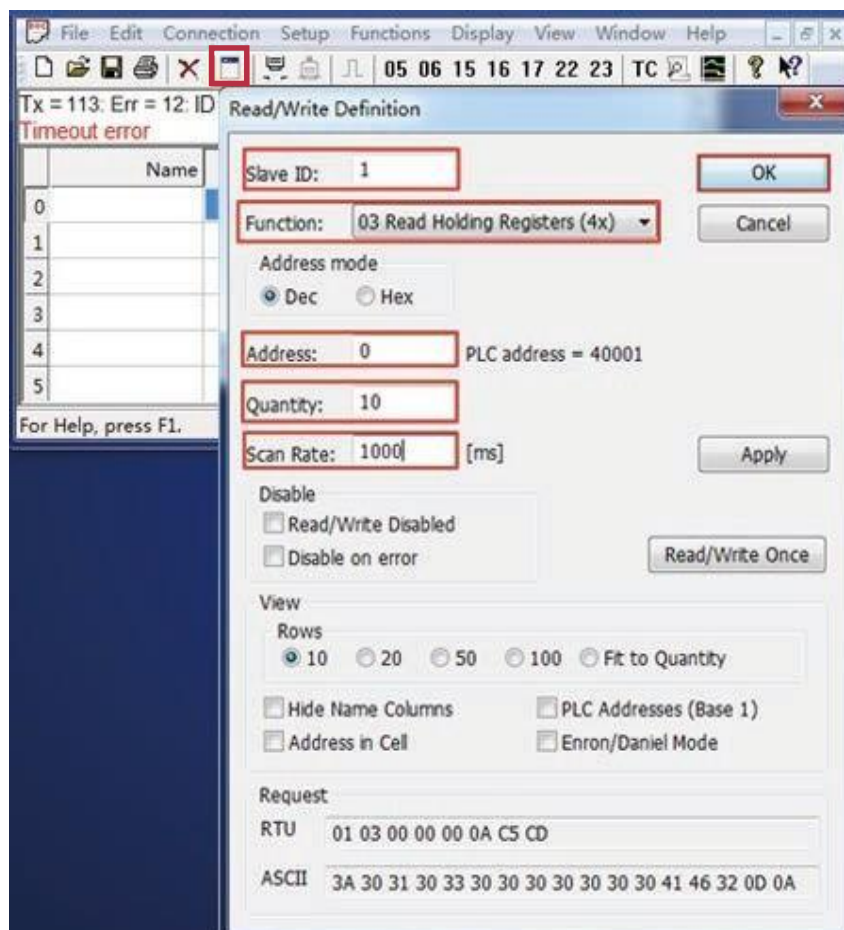 File Edit Connection Setup Functions Display View Window Help
05 06 15 16 17 22 23 TC
Tx = 113: Err = 12: ID
Timeout error
Name
0
1
2
3
4
5
For Help, press F1.
Read/Write Definition
Slave ID: 1
OK
Function: 03 Read Holding Registers (4x)
Cancel
Address mode
Dec Hex
Address: 0 PLC address = 40001
Quantity: 10
Scan Rate: 1000 [ms]
Apply
Disable
Read/Write Disabled
Disable on error
Read/Write Once
View
Rows
10 20 50 100 Fit to Quantity
Hide Name Columns PLC Addresses (Base 1)
Address in Cell Enron/Daniel Mode
Request
RTU 01 03 00 00 00 0A C5 CD
ASCII 3A 30 31 30 33 30 30 30 30 30 30 30 41 46 32 0D 0A